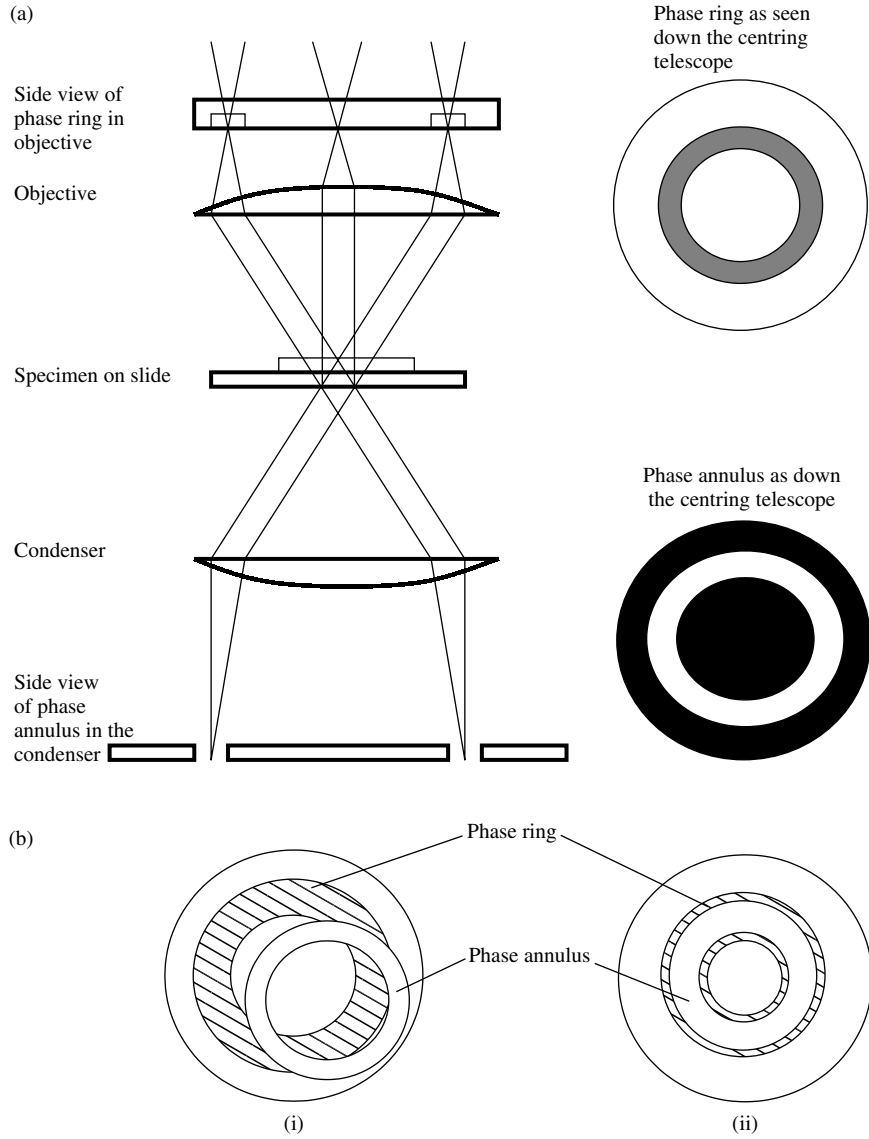 (a)
Phase ring as seen
down the centring
telescope
Side view of
phase ring in
objective
Objective
Specimen on slide
Phase annulus as down
the centring telescope
Condenser
Side view
of phase
annulus in the
condenser
(b)
Phase ring
Phase annulus
(i)
(ii)